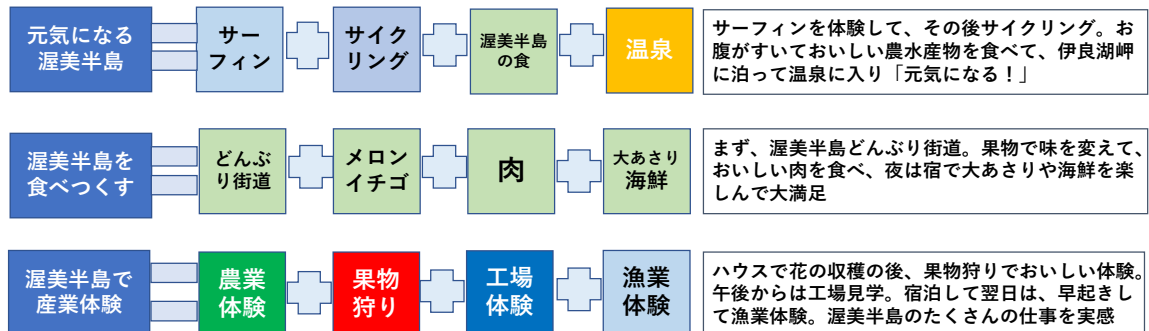 元気になる
渥美半島
サー
フィン
サイク
リング
渥美半島
の食
温泉
サーフィンを体験して、その後サイクリング。お
腹がすいておいしい農水産物を食べて、伊良湖岬
に泊って温泉に入り「元気になる！」
渥美半島を
食べつくす
どんぶ
り街道
メロン
イチゴ
肉
大あさり
海鮮
まず、渥美半島どんぶり街道。果物で味を変えて、
おいしい肉を食べ、夜は宿で大あさりや海鮮を楽
しんで大満足
渥美半島で
産業体験
農業
体験
果物
狩り
工場
体験
漁業
体験
ハウスで花の収穫の後、果物狩りでおいしい体験。
午後からは工場見学。宿泊して翌日は、早起きし
て漁業体験。渥美半島のたくさんの仕事を実感